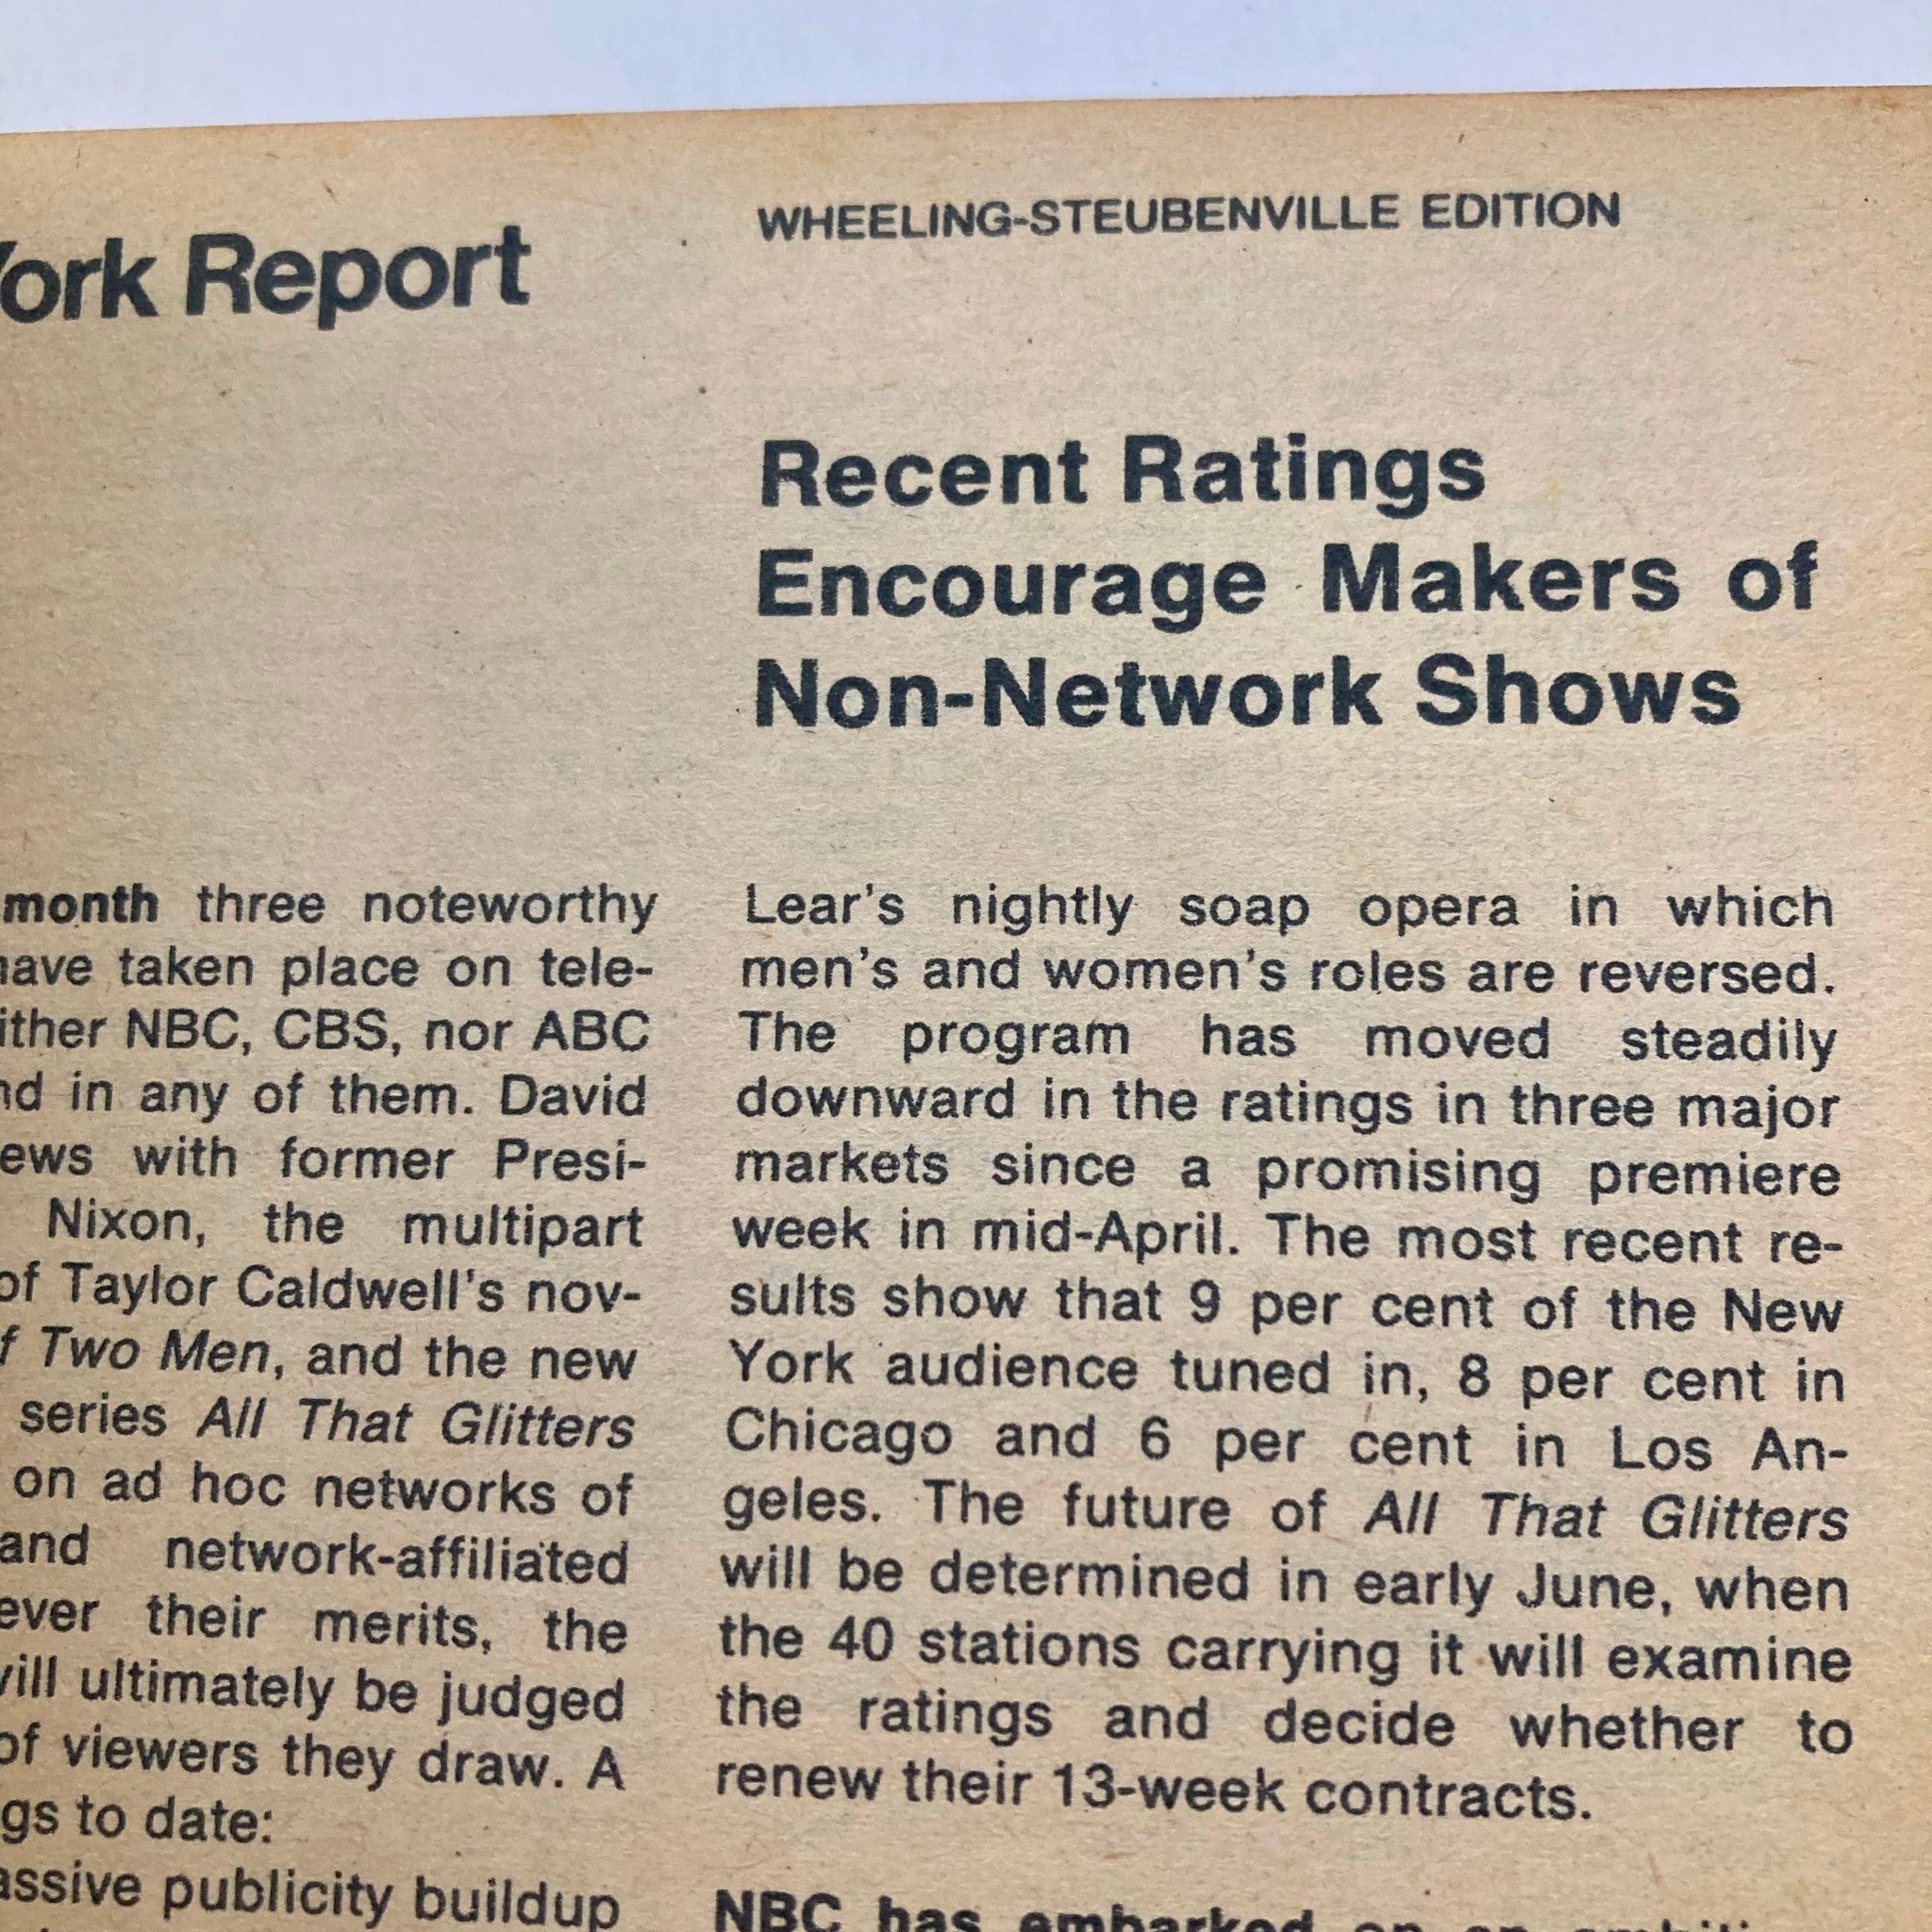 WHEELING-STEUBENVILLE EDITION
York Report
Recent Ratings
Encourage Makers of
Non-Network Shows
month three noteworthy
have taken place on tele-
ither NBC, CBS, nor ABC
nd in any of them. David
ews with former Presi-
Nixon, the multipart
of Taylor Caldwell's nov-
f Two Men, and the new
series All That Glitters
on ad hoc networks of
and network-affiliated
ever their merits, the
will ultimately be judged
of viewers they draw. A
gs to date:
assive publicity buildup
Lear's nightly soap opera in which
men's and women's roles are reversed.
The program has moved steadily
downward in the ratings in three major
markets since a promising premiere
week in mid-April. The most recent re-
sults show that 9 per cent of the New
York audience tuned in, 8 per cent in
Chicago and 6 per cent in Los An-
geles. The future of All That Glitters
will be determined in early June, when
the 40 stations carrying it will examine
the ratings and decide whether to
renew their 13-week contracts.
NBC has embarked on an